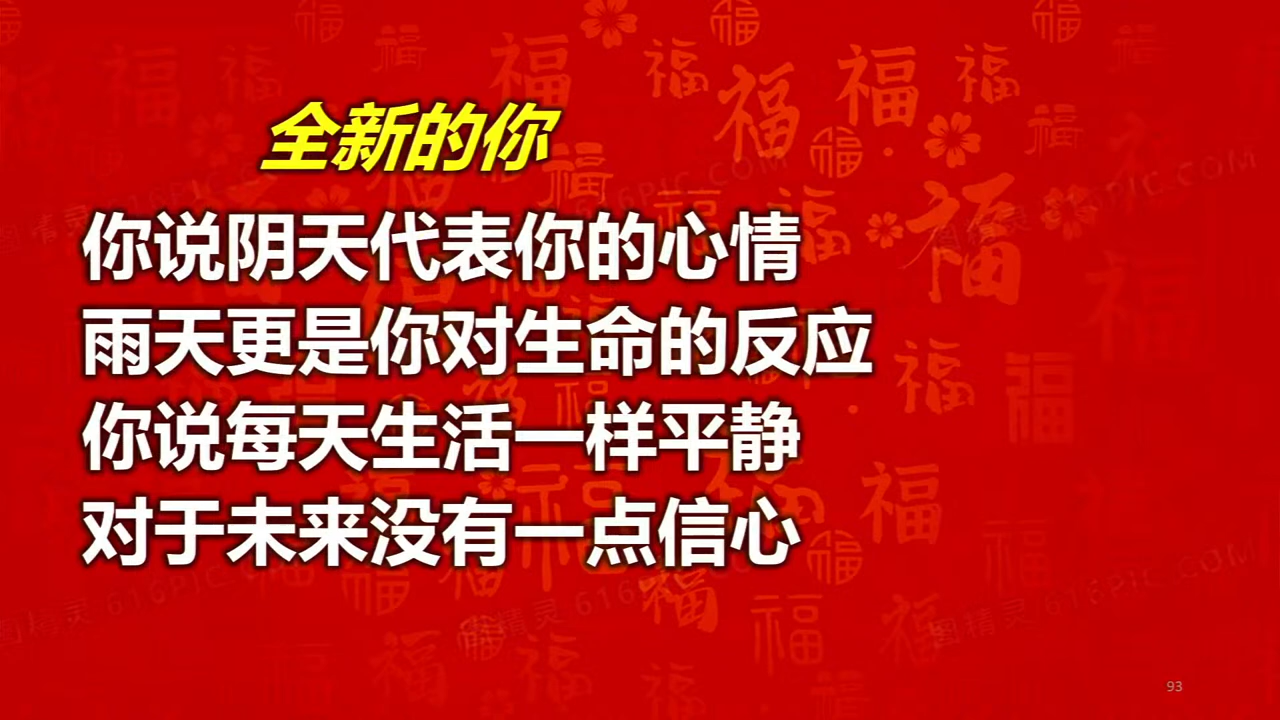 全新的你
你说阴天代表你的心情
雨天更是你对生命的反应
你说每天生活一样平静
对于未来没有一点信心
93